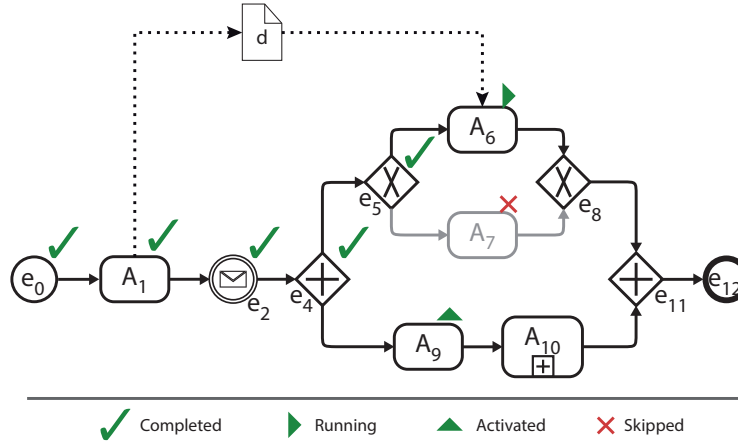 d
A6
e5
e8
A7
e0
A1
e2
e4
e11
e12
A9
A10
Completed Running Activated Skipped